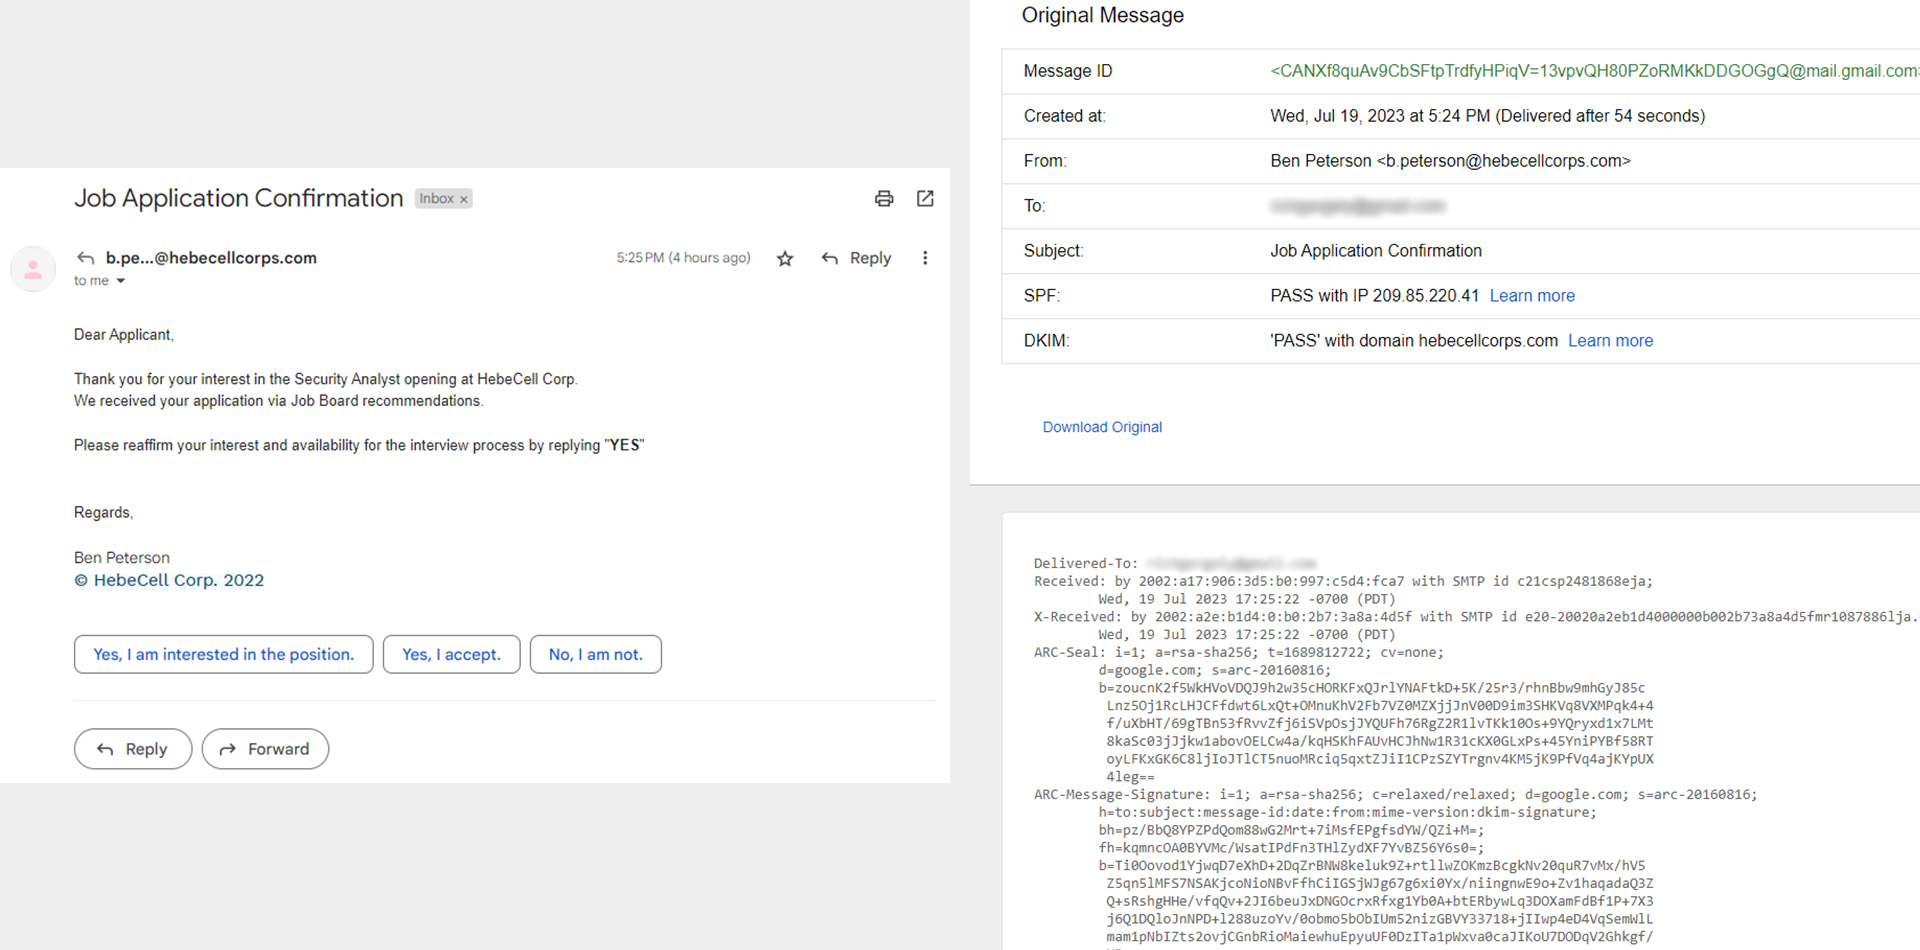 Job Application Confirmation Inbox ×
b.pe...@hebecellcorps.com 5:25 PM (4 hours ago) Reply
to me
Dear Applicant,
Thank you for your interest in the Security Analyst opening at HebeCell Corp.
We received your application via Job Board recommendations.
Please reaffirm your interest and availability for the interview process by replying "YES"
Regards,
Ben Peterson
© HebeCell Corp. 2022
Yes, I am interested in the position. Yes, I accept. No, I am not.
Reply Forward
Original Message
Message ID <CANXf8quAv9CbSFtpTrdfyHPiqV=13vpvQH80PZoRMKkDDGOGgQ@mail.gmail.com>
Created at: Wed, Jul 19, 2023 at 5:24 PM (Delivered after 54 seconds)
From: Ben Peterson <b.peterson@hebecellcorps.com>
To:
Subject: Job Application Confirmation
SPF: PASS with IP 209.85.220.41 Learn more
DKIM: 'PASS' with domain hebecellcorps.com Learn more
Download Original
Delivered-To:
Received: by 2002:a17:906:3d5:b0:997:c5d4:fca7 with SMTP id c21csp2481868eja;
Wed, 19 Jul 2023 17:25:22 -0700 (PDT)
X-Received: by 2002:a2e:b1d4:0:b0:2b7:3a8a:4d5f with SMTP id e20-20020a2eb1d4000000b002b73a8a4d5fmr1087886lja.
Wed, 19 Jul 2023 17:25:22 -0700 (PDT)
ARC-Seal: i=1; a=rsa-sha256; t=1689812722; cv=none;
d=google.com; s=arc-20160816;
b=zoucnK2f5WkHVoVDQJ9h2w35cHORKFxQJrlYNAFtkD+5K/25r3/rhnBbw9mhGyJ85c
Lnz5Oj1RcLHJCFfdwt6LxQt+OMnuKhV2Fb7VZ0MZXjjJnV00D9im3SHKVq8VXMPqk4+4
f/uXbHT/69gTBn53fRvvZfj6iSVpOsjJYQUFh76RgZ2R1lvTKk10Os+9YQryxd1x7LMt
8kaSc03jJjkw1abovOELCw4a/kqHSKhFAUvHCJhNw1R31cKX0GLxPs+45YniPYBf58RT
oyLFKxGK6C8ljIoJTlCT5nuoMRciq5qxtZJiI1CPzSZYTrgnv4KM5jK9PfVq4ajKYpUX
4leg==
ARC-Message-Signature: i=1; a=rsa-sha256; c=relaxed/relaxed; d=google.com; s=arc-20160816;
h=to:subject:message-id:date:from:mime-version:dkim-signature;
bh=pz/BbQ8YPZPdQom88wG2Mrt+7iMsfEPgfsdYW/QZi+M=;
fh=kqmncOA0BYVMc/WsatIPdFn3THlZydXF7YvBZ56Y6s0=;
b=Ti0Oovod1YjwqD7eXhD+2DqZrBNW8keluk9Z+rtllwZOKmzBcgkNv20quR7vMx/hV5
Z5qn5lMFS7NSAKjcoNioNBvFfhCiIGSjWJg67g6xi0Yx/niingnwE9o+Zv1haqadaQ3Z
Q+sRshgHHe/vfqQv+2JI6beuJxDNGOcrxRfxg1Yb0A+btERbywLq3DOXamFdBf1P+7X3
j6Q1DQloJnNPD+l288uzoYv/0obmo5bObIUm52nizGBVY33718+jIIwp4eD4VqSemWlL
mam1pNbIZts2ovjCGnbRioMaiewhuEpyuUF0DzITa1pWxva0caJIKoU7DODqV2Ghkgf/